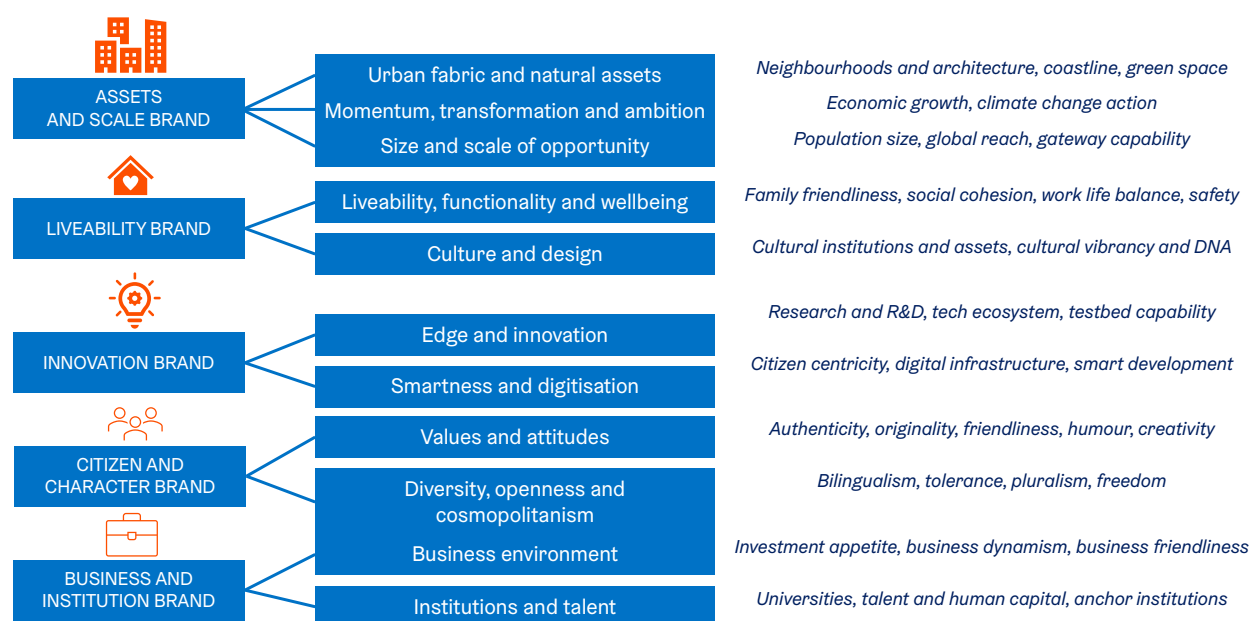 ASSETS
AND SCALE BRAND
Urban fabric and natural assets
Neighbourhoods and architecture, coastline, green space
Momentum, transformation and ambition
Economic growth, climate change action
Size and scale of opportunity
Population size, global reach, gateway capability
LIVEABILITY BRAND
Liveability, functionality and wellbeing
Family friendliness, social cohesion, work life balance, safety
Culture and design
Cultural institutions and assets, cultural vibrancy and DNA
INNOVATION BRAND
Edge and innovation
Research and R&D, tech ecosystem, testbed capability
Smartness and digitisation
Citizen centricity, digital infrastructure, smart development
CITIZEN AND
CHARACTER BRAND
Values and attitudes
Authenticity, originality, friendliness, humour, creativity
Diversity, openness and
cosmopolitanism
Bilingualism, tolerance, pluralism, freedom
BUSINESS AND
INSTITUTION BRAND
Business environment
Investment appetite, business dynamism, business friendliness
Institutions and talent
Universities, talent and human capital, anchor institutions